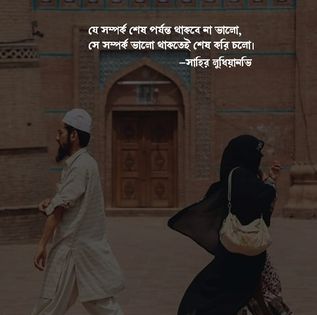 যে সম্পর্ক শেষ পর্যন্ত থাকবে না ভালো,
সে সম্পর্ক ভালো থাকতেই শেষ করি চলো।
–সাহির লুধিয়ানভি